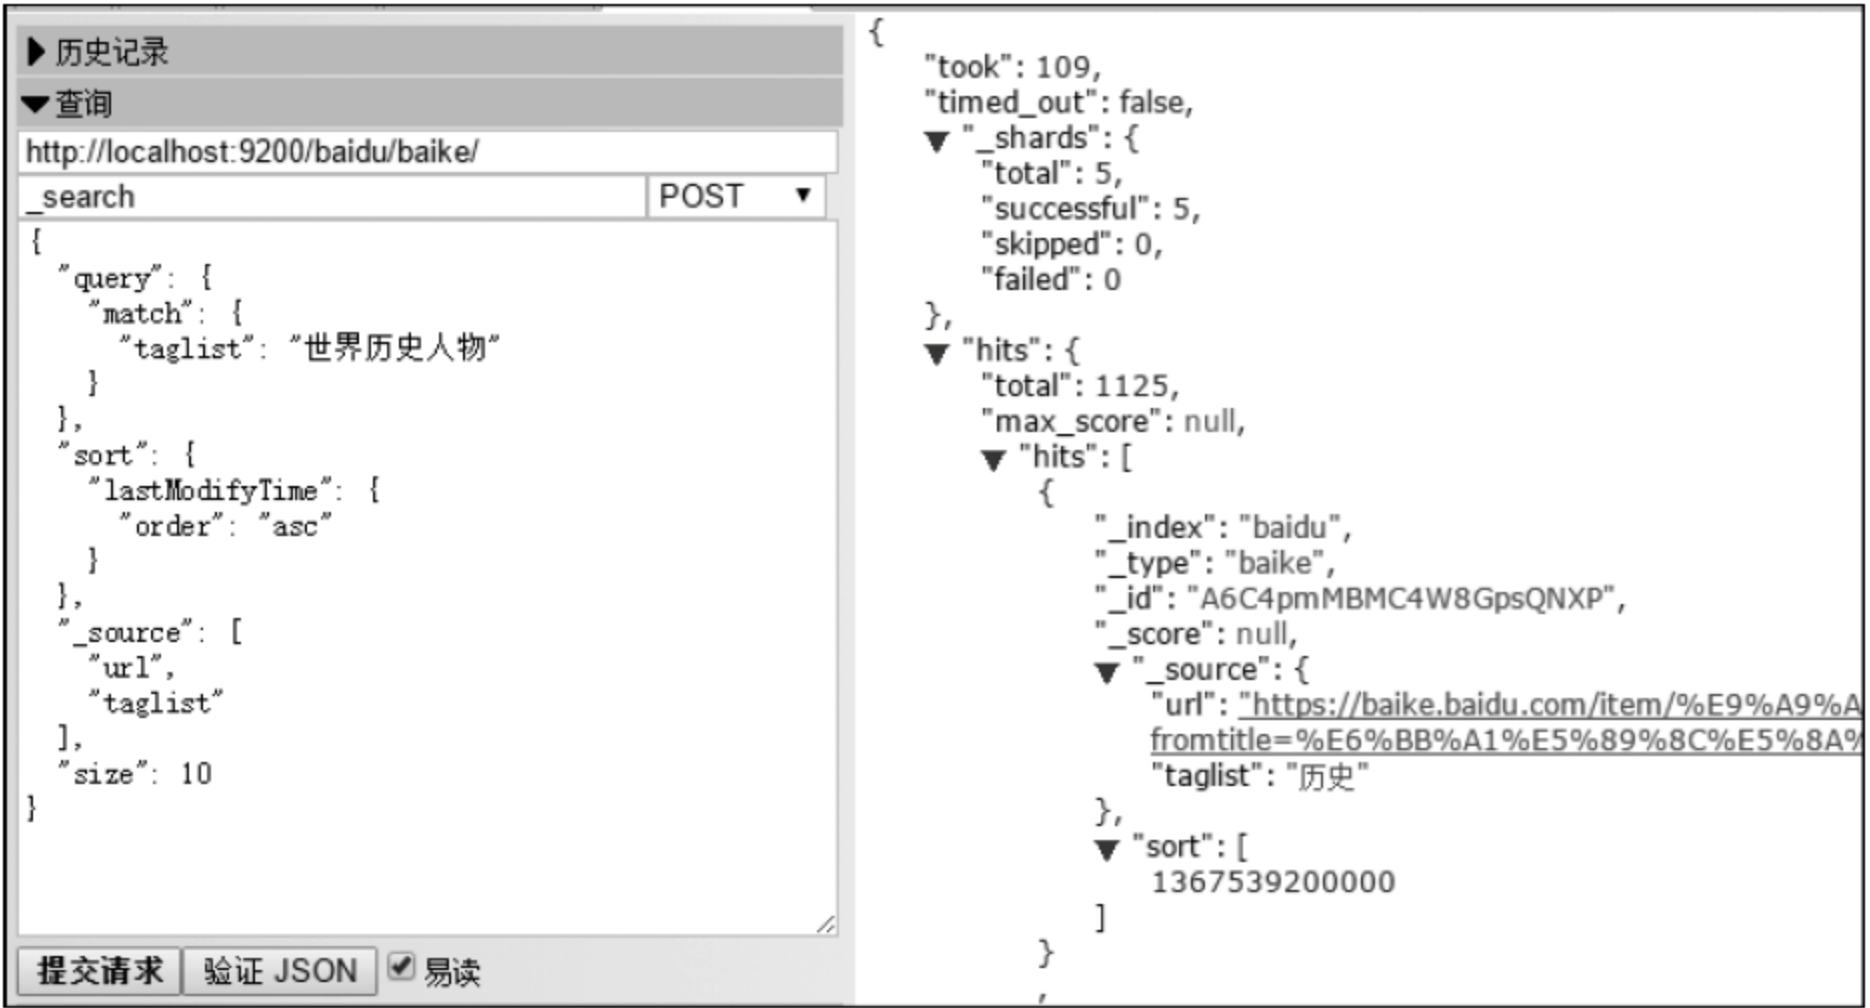 历史记录
查询
http://localhost:9200/baidu/baike/
_search POST
{
"query": {
"match": {
"taglist": "世界历史人物"
}
},
"sort": {
"lastModifyTime": {
"order": "asc"
}
},
"_source": [
"url",
"taglist"
],
"size": 10
}
提交请求 验证 JSON 易读
{
"took": 109,
"timed_out": false,
"_shards": {
"total": 5,
"successful": 5,
"skipped": 0,
"failed": 0
},
"hits": {
"total": 1125,
"max_score": null,
"hits": [
{
"_index": "baidu",
"_type": "baike",
"_id": "A6C4pmMBMC4W8GpsQNXP",
"_score": null,
"_source": {
"url": "https://baike.baidu.com/item/%E9%A9%A
fromtitle=%E6%BB%A1%E5%89%8C%E5%8A%
"taglist": "历史"
},
"sort": [
1367539200000
]
}
,